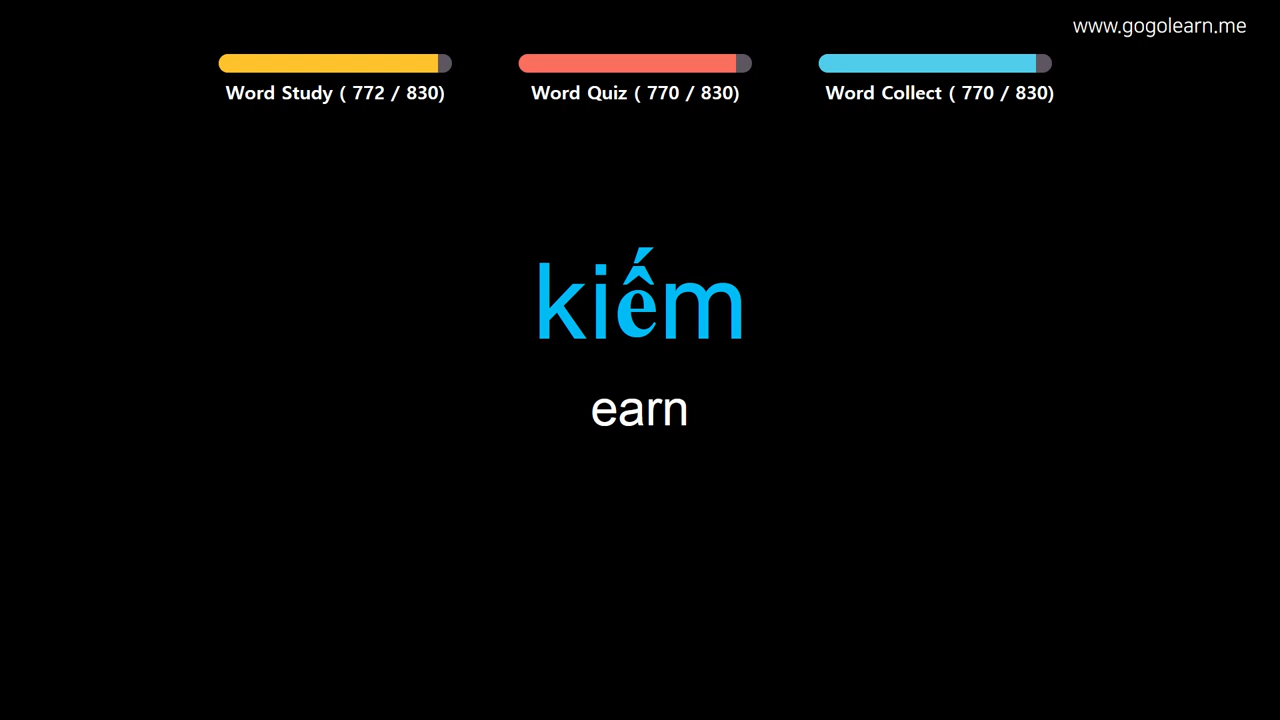 www.gogolearn.me
Word Study ( 772 / 830)
Word Quiz ( 770 / 830)
Word Collect ( 770 / 830)
kiếm
earn